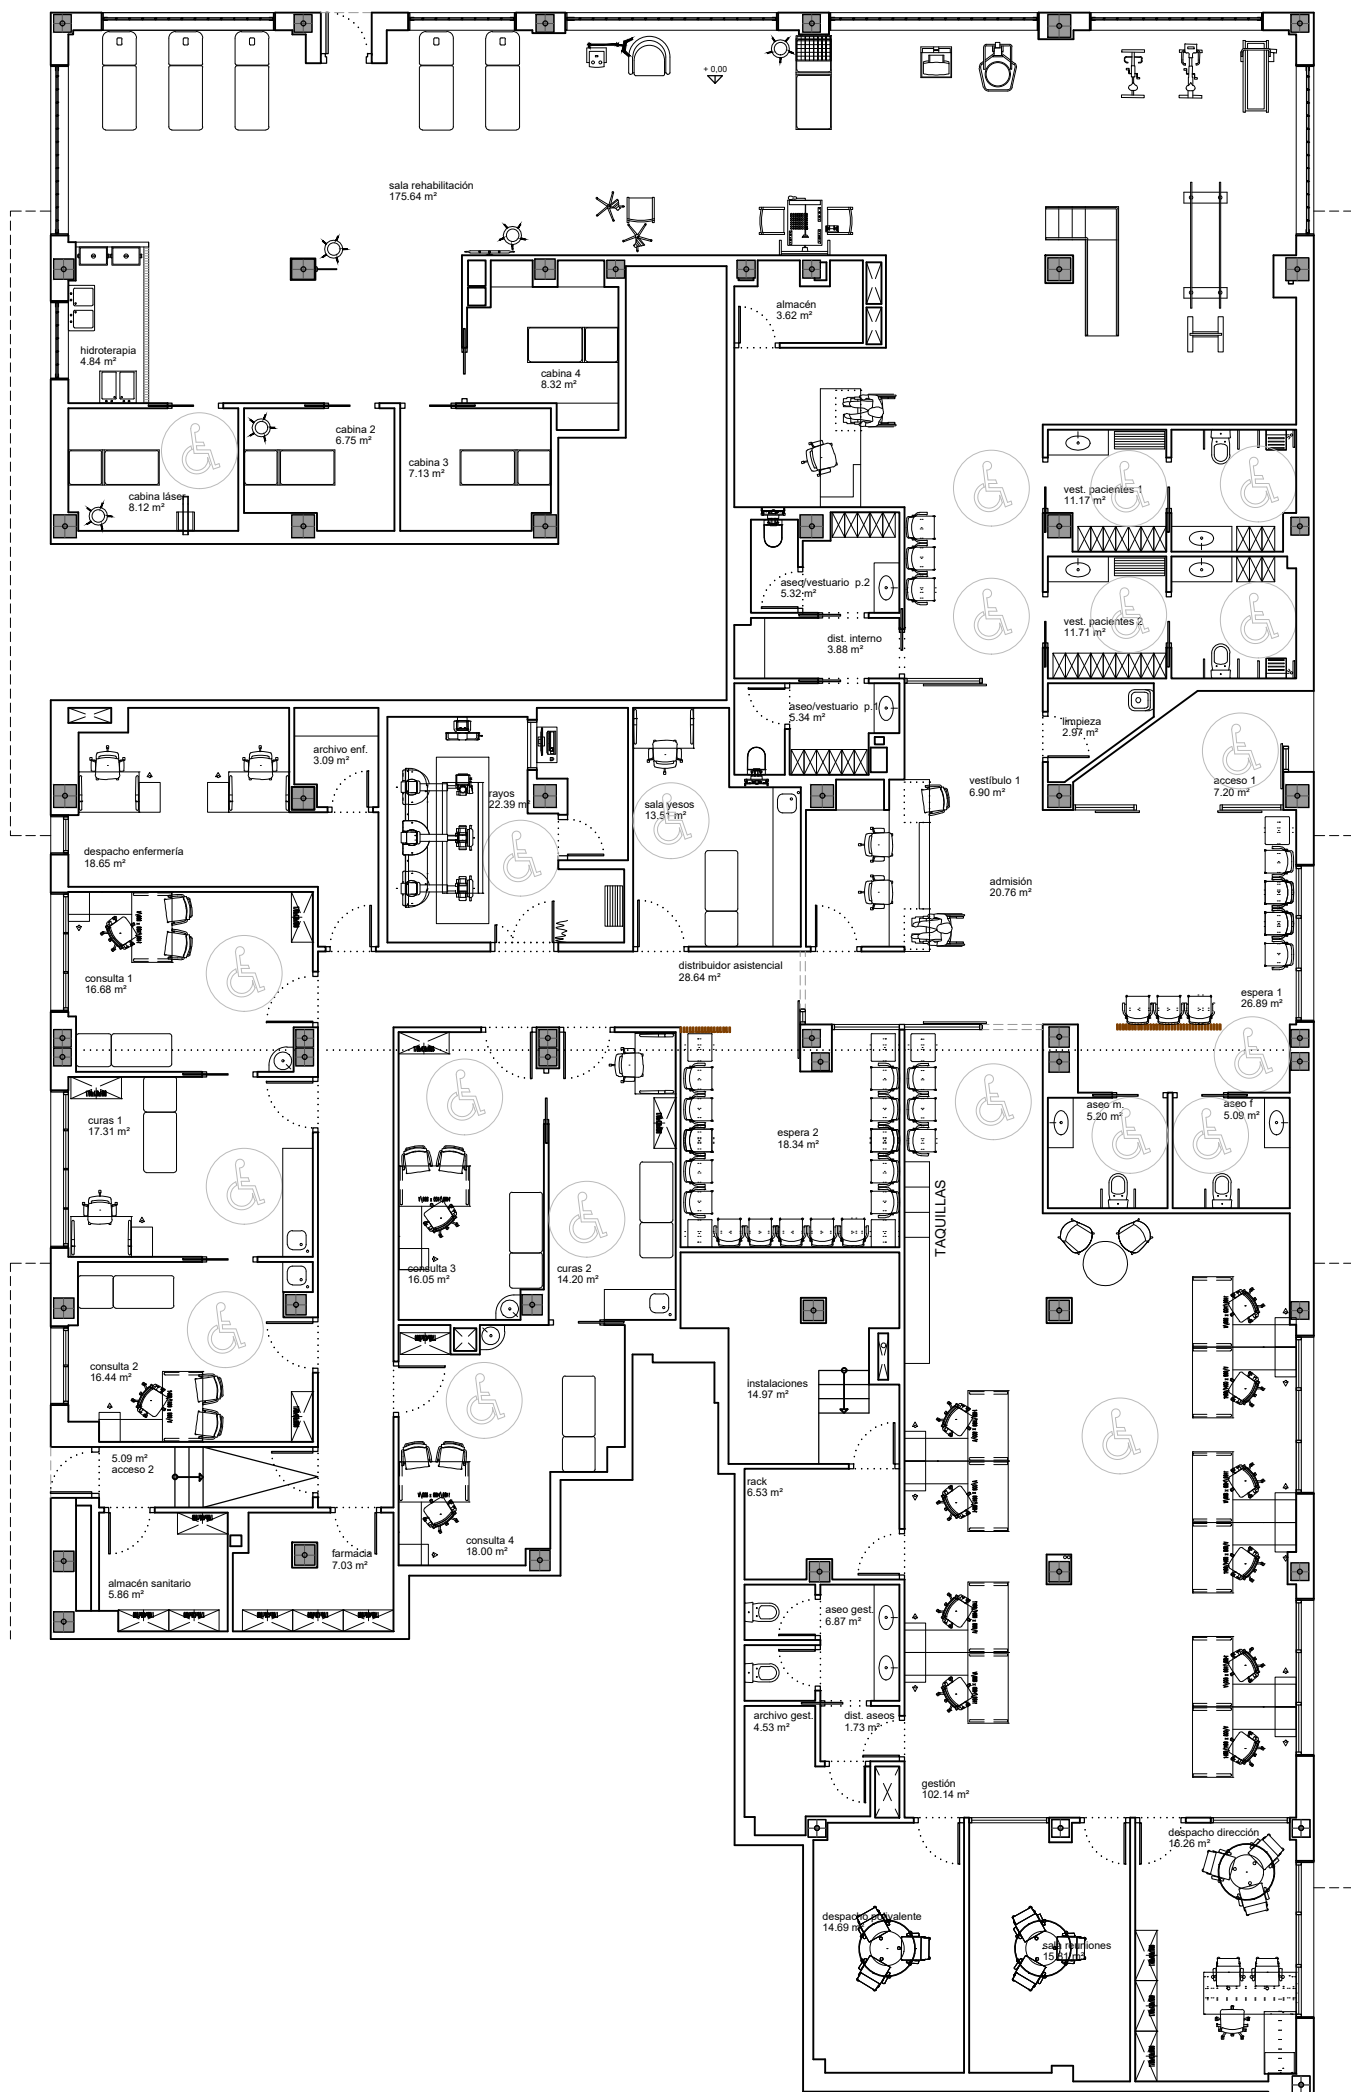 + 0,00
sala rehabilitación
175.64 m²
almacén
3.62 m²
hidroterapia
4.84 m²
cabina 4
8.32 m²
cabina 2
6.75 m²
cabina 3
7.13 m²
cabina láser
8.12 m²
vest. pacientes 1
11.17 m²
aseo/vestuario p.2
5.32 m²
vest. pacientes 2
11.71 m²
dist. interno
3.88 m²
aseo/vestuario p.1
5.34 m²
limpieza
2.97 m²
archivo enf.
3.09 m²
vestíbulo 1
6.90 m²
acceso 1
7.20 m²
rayos
22.39 m²
sala yesos
13.51 m²
despacho enfermería
18.65 m²
admisión
20.76 m²
distribuidor asistencial
28.64 m²
consulta 1
16.68 m²
espera 1
26.89 m²
aseo m.
5.20 m²
aseo f
5.09 m²
curas 1
17.31 m²
espera 2
18.34 m²
TAQUILLAS
consulta 3
16.05 m²
curas 2
14.20 m²
consulta 2
16.44 m²
instalaciones
14.97 m²
5.09 m²
acceso 2
rack
6.53 m²
consulta 4
18.00 m²
farmacia
7.03 m²
almacén sanitario
5.86 m²
aseo gest.
6.87 m²
archivo gest.
4.53 m²
dist. aseos
1.73 m²
gestión
102.14 m²
despacho dirección
16.26 m²
despacho polivalente
14.69 m²
sala reuniones
15.81 m²